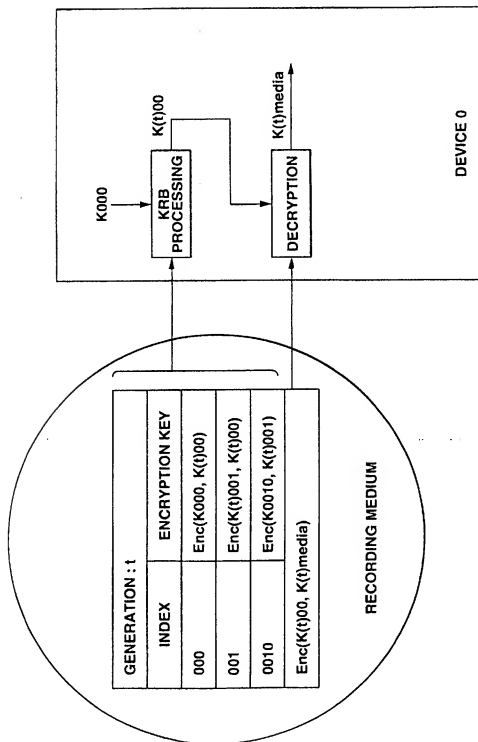 GENERATION : t
INDEX ENCRYPTION KEY
000 Enc(K000, K(t)00)
001 Enc(K(t)001, K(t)00)
0010 Enc(K0010, K(t)001)
Enc(K(t)00, K(t)media)
RECORDING MEDIUM
K000
KRB
PROCESSING
K(t)00
DECRYPTION
K(t)media
DEVICE 0